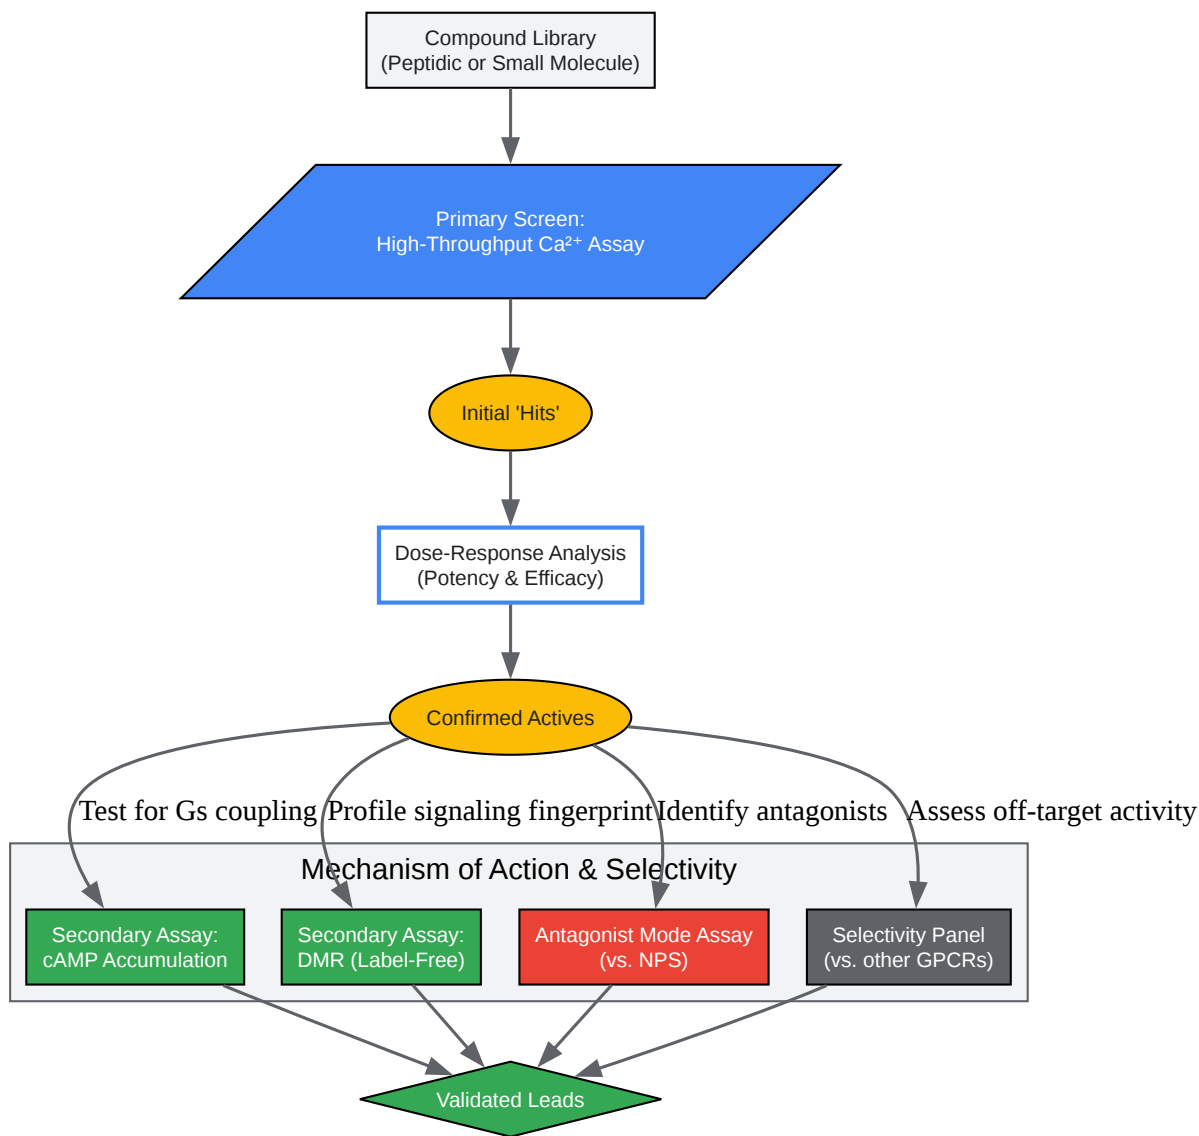 Compound Library
(Peptidic or Small Molecule)
Primary Screen:
High-Throughput Ca²⁺ Assay
Initial 'Hits'
Dose-Response Analysis
(Potency & Efficacy)
Confirmed Actives
Test for Gs coupling
Profile signaling fingerprint
Identify antagonists
Assess off-target activity
Mechanism of Action & Selectivity
Secondary Assay:
cAMP Accumulation
Secondary Assay:
DMR (Label-Free)
Antagonist Mode Assay
(vs. NPS)
Selectivity Panel
(vs. other GPCRs)
Validated Leads